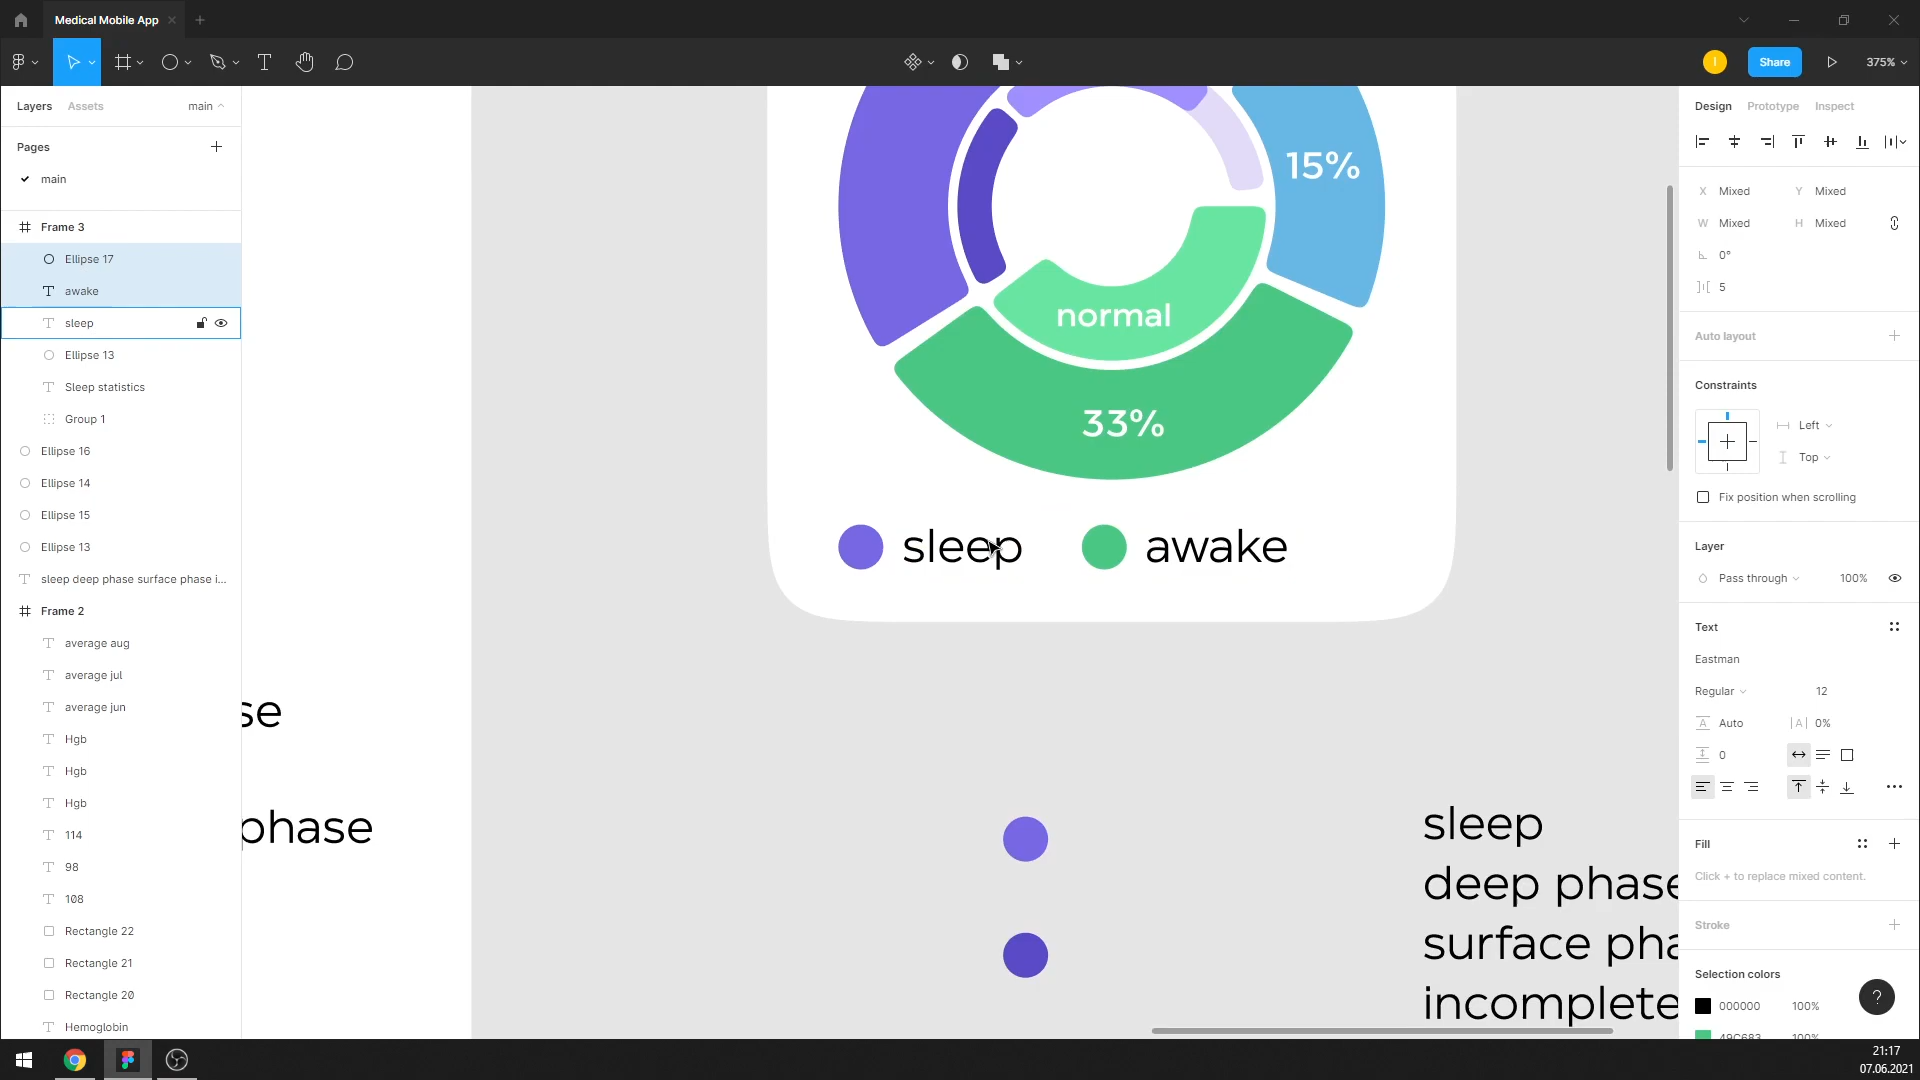 Medical Mobile App
Share
375%
Layers
Assets
main
Pages
main
Frame 3
Ellipse 17
awake
sleep
Ellipse 13
Sleep statistics
Group 1
Ellipse 16
Ellipse 14
Ellipse 15
Ellipse 13
sleep deep phase surface phase i...
Frame 2
average aug
average jul
average jun
Hgb
Hgb
Hgb
114
98
108
Rectangle 22
Rectangle 21
Rectangle 20
Hemoglobin
15%
normal
33%
sleep
awake
se
phase
sleep
deep phase
surface pha
incomplete
Design
Prototype
Inspect
X Mixed
Y Mixed
W Mixed
H Mixed
0°
5
Auto layout
Constraints
Left
Top
Fix position when scrolling
Layer
Pass through
100%
Text
Eastman
Regular
12
Auto
0%
0
Fill
Click + to replace mixed content.
Stroke
Selection colors
000000
100%
49C683
100%
?
21:17
07.06.2021